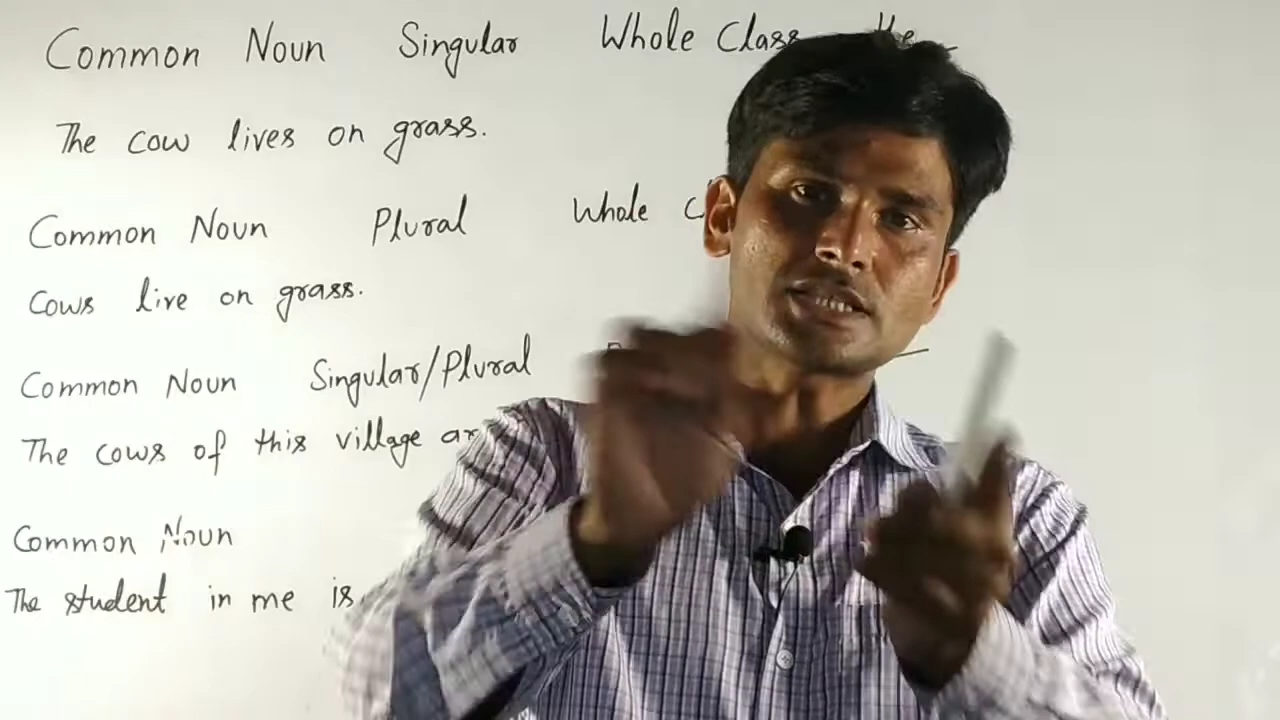 Common Noun Singular Whole Class the
The cow lives on grass.
Common Noun Plural Whole
Cows live on grass.
Common Noun Singular/Plural
The cows of this village
Common Noun
The student in me is